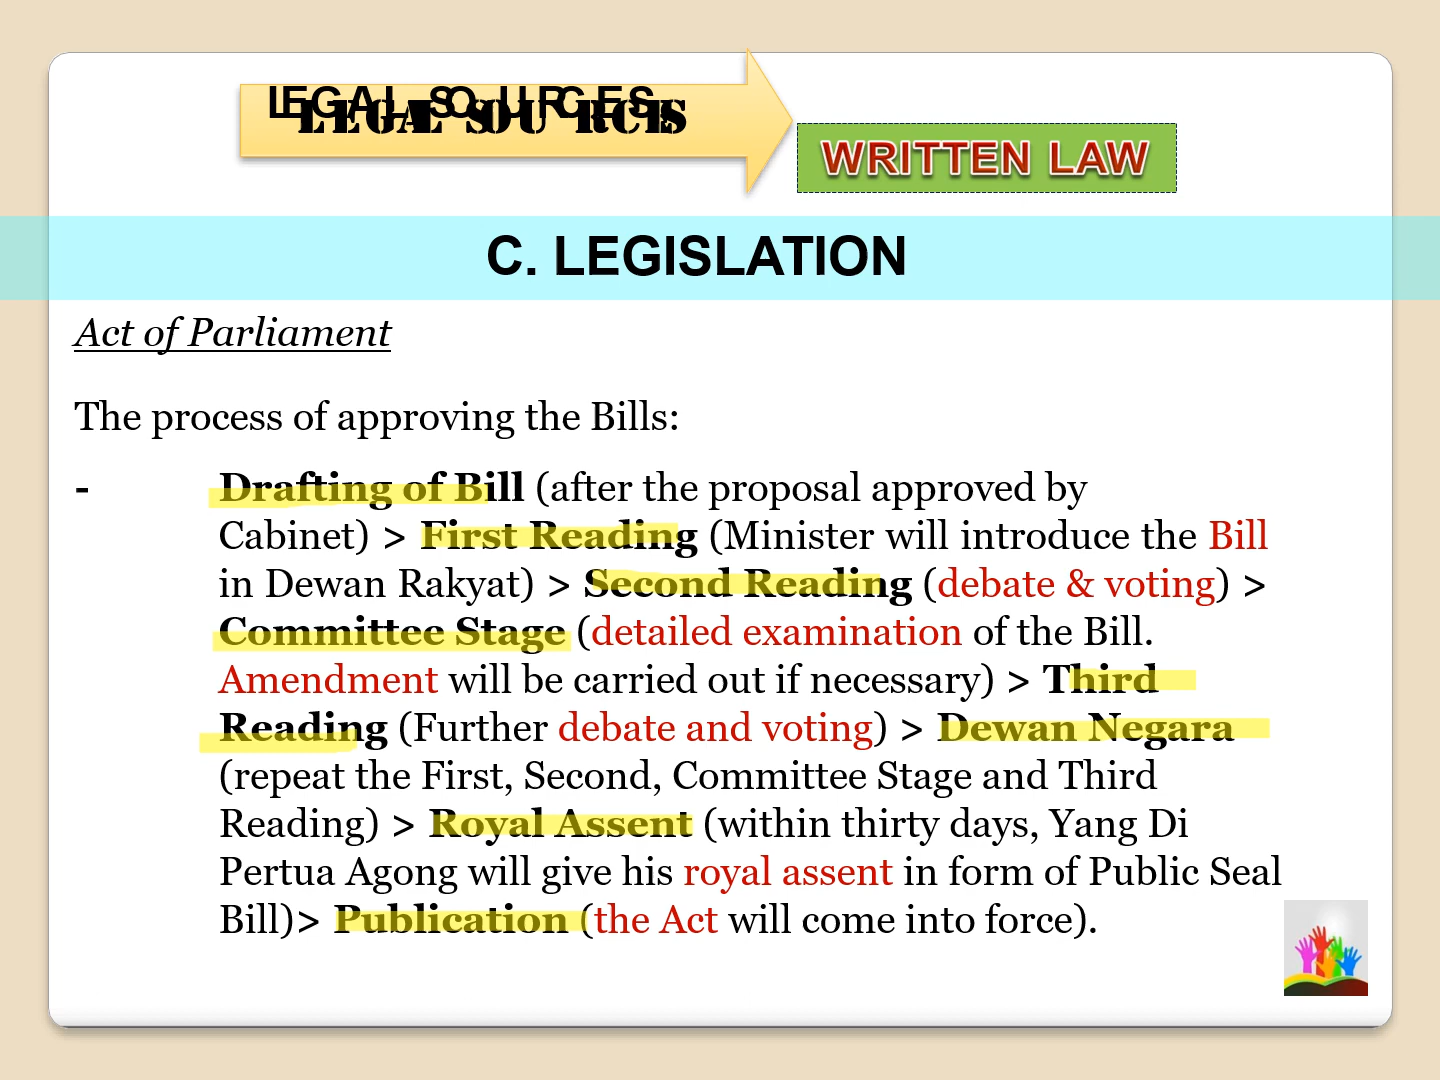 LEGAL SOURCES
LEGAL SOURCES
WRITTEN LAW
C. LEGISLATION
Act of Parliament
The process of approving the Bills:
- Drafting of Bill (after the proposal approved by
Cabinet) > First Reading (Minister will introduce the Bill
in Dewan Rakyat) > Second Reading (debate & voting) >
Committee Stage (detailed examination of the Bill.
Amendment will be carried out if necessary) > Third
Reading (Further debate and voting) > Dewan Negara
(repeat the First, Second, Committee Stage and Third
Reading) > Royal Assent (within thirty days, Yang Di
Pertua Agong will give his royal assent in form of Public Seal
Bill)> Publication (the Act will come into force).